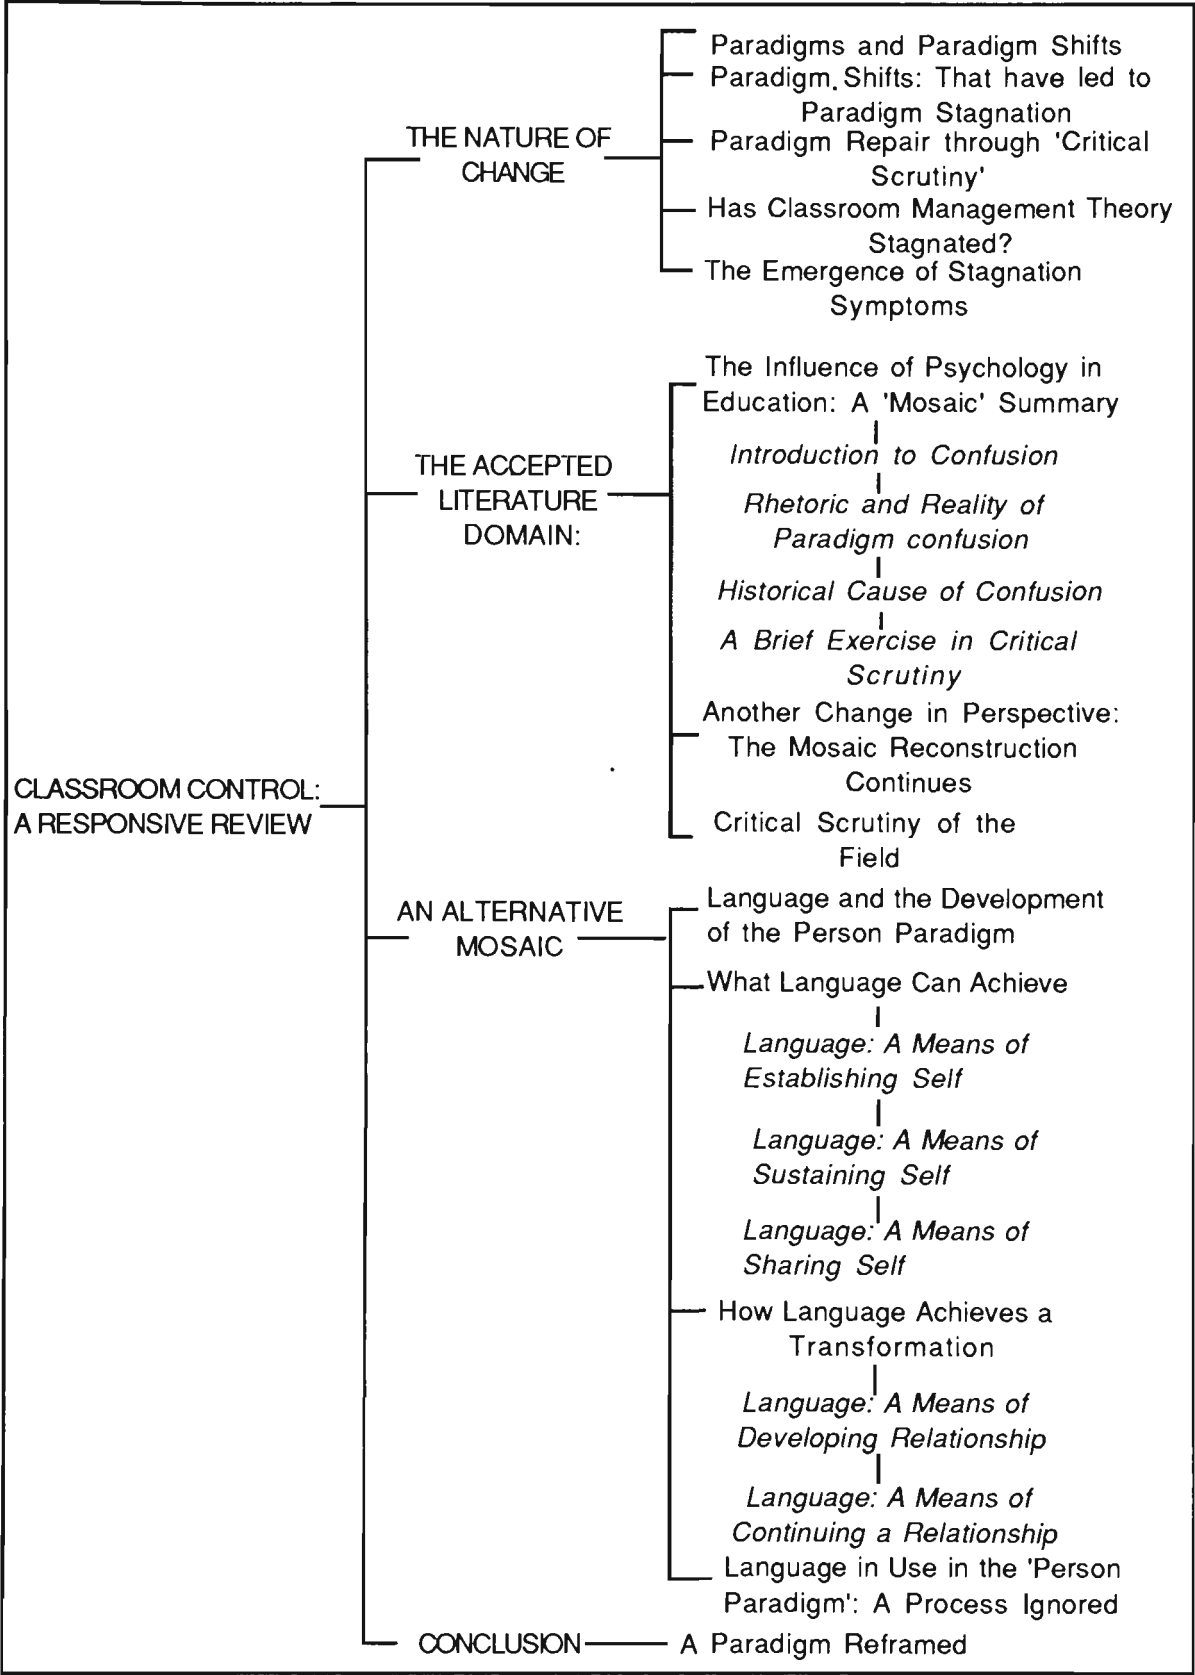 CLASSROOM CONTROL:
A RESPONSIVE REVIEW
THE NATURE OF
CHANGE
Paradigms and Paradigm Shifts
Paradigm. Shifts: That have led to
Paradigm Stagnation
Paradigm Repair through 'Critical
Scrutiny'
Has Classroom Management Theory
Stagnated?
The Emergence of Stagnation
Symptoms
THE ACCEPTED
LITERATURE
DOMAIN:
The Influence of Psychology in
Education: A 'Mosaic' Summary
Introduction to Confusion
Rhetoric and Reality of
Paradigm confusion
Historical Cause of Confusion
A Brief Exercise in Critical
Scrutiny
Another Change in Perspective:
The Mosaic Reconstruction
Continues
Critical Scrutiny of the
Field
AN ALTERNATIVE
MOSAIC
Language and the Development
of the Person Paradigm
What Language Can Achieve
Language: A Means of
Establishing Self
Language: A Means of
Sustaining Self
Language: A Means of
Sharing Self
How Language Achieves a
Transformation
Language: A Means of
Developing Relationship
Language: A Means of
Continuing a Relationship
Language in Use in the 'Person
Paradigm': A Process Ignored
CONCLUSION
A Paradigm Reframed